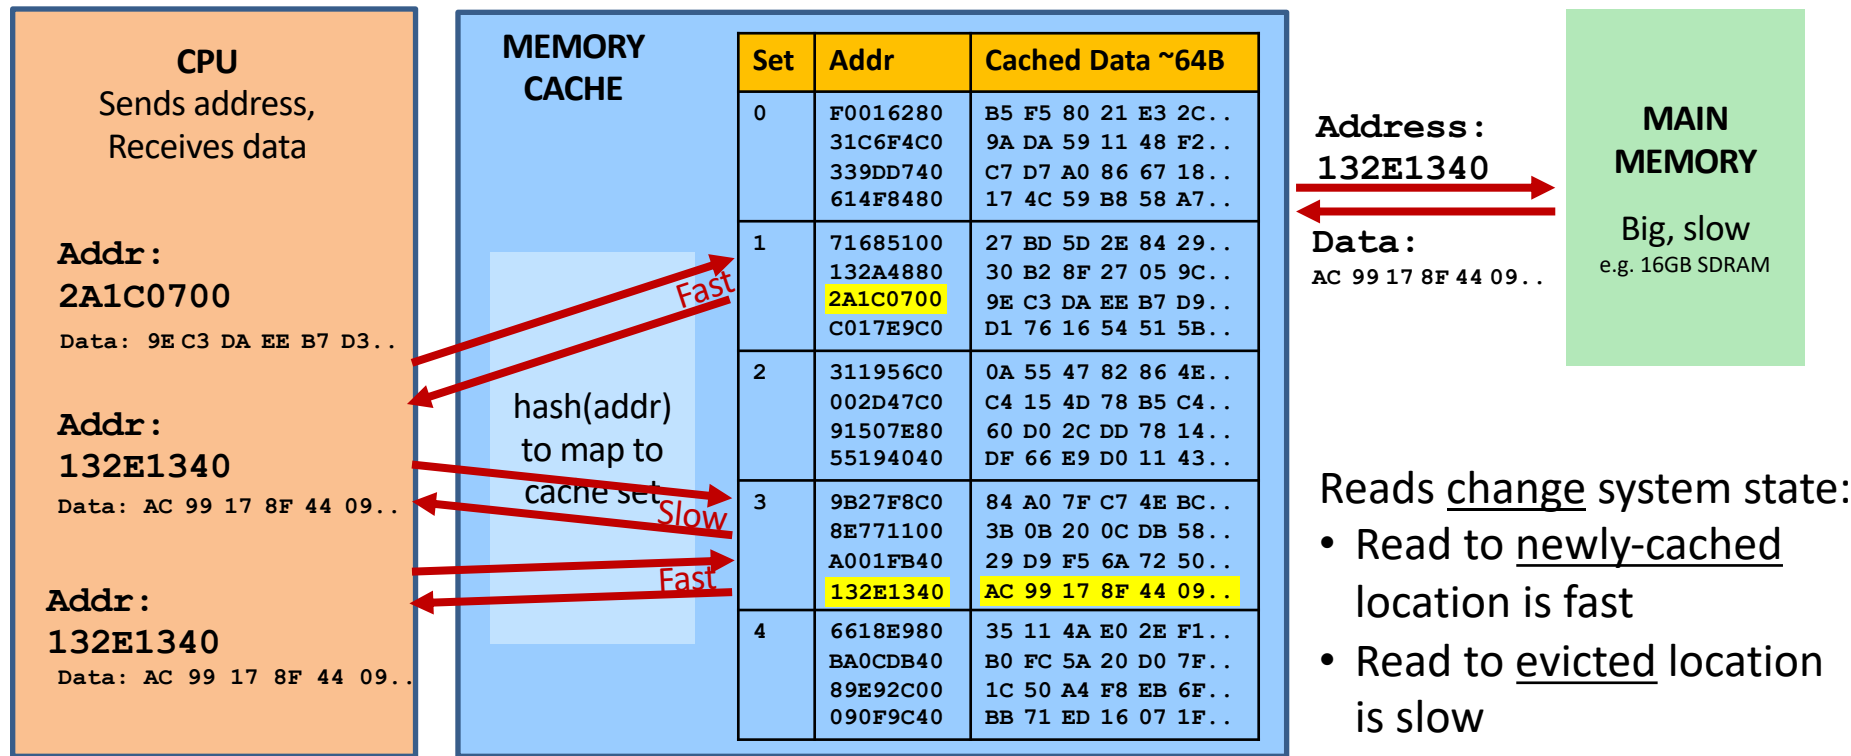 CPU
Sends address,
Receives data
Addr:
2A1C0700
Data: 9E C3 DA EE B7 D3..
Addr:
132E1340
Data: AC 99 17 8F 44 09..
Addr:
132E1340
Data: AC 99 17 8F 44 09..
MEMORY
CACHE
hash(addr)
to map to
cache set
Fast
Slow
Fast
Set Addr Cached Data ~64B
0 F0016280 B5 F5 80 21 E3 2C..
31C6F4C0 9A DA 59 11 48 F2..
339DD740 C7 D7 A0 86 67 18..
614F8480 17 4C 59 B8 58 A7..
1 71685100 27 BD 5D 2E 84 29..
132A4880 30 B2 8F 27 05 9C..
2A1C0700 9E C3 DA EE B7 D9..
C017E9C0 D1 76 16 54 51 5B..
2 311956C0 0A 55 47 82 86 4E..
002D47C0 C4 15 4D 78 B5 C4..
91507E80 60 D0 2C DD 78 14..
55194040 DF 66 E9 D0 11 43..
3 9B27F8C0 84 A0 7F C7 4E BC..
8E771100 3B 0B 20 0C DB 58..
A001FB40 29 D9 F5 6A 72 50..
132E1340 AC 99 17 8F 44 09..
4 6618E980 35 11 4A E0 2E F1..
BA0CDB40 B0 FC 5A 20 D0 7F..
89E92C00 1C 50 A4 F8 EB 6F..
090F9C40 BB 71 ED 16 07 1F..
Address:
132E1340
Data:
AC 99 17 8F 44 09..
MAIN
MEMORY
Big, slow
e.g. 16GB SDRAM
Reads change system state:
• Read to newly-cached
location is fast
• Read to evicted location
is slow